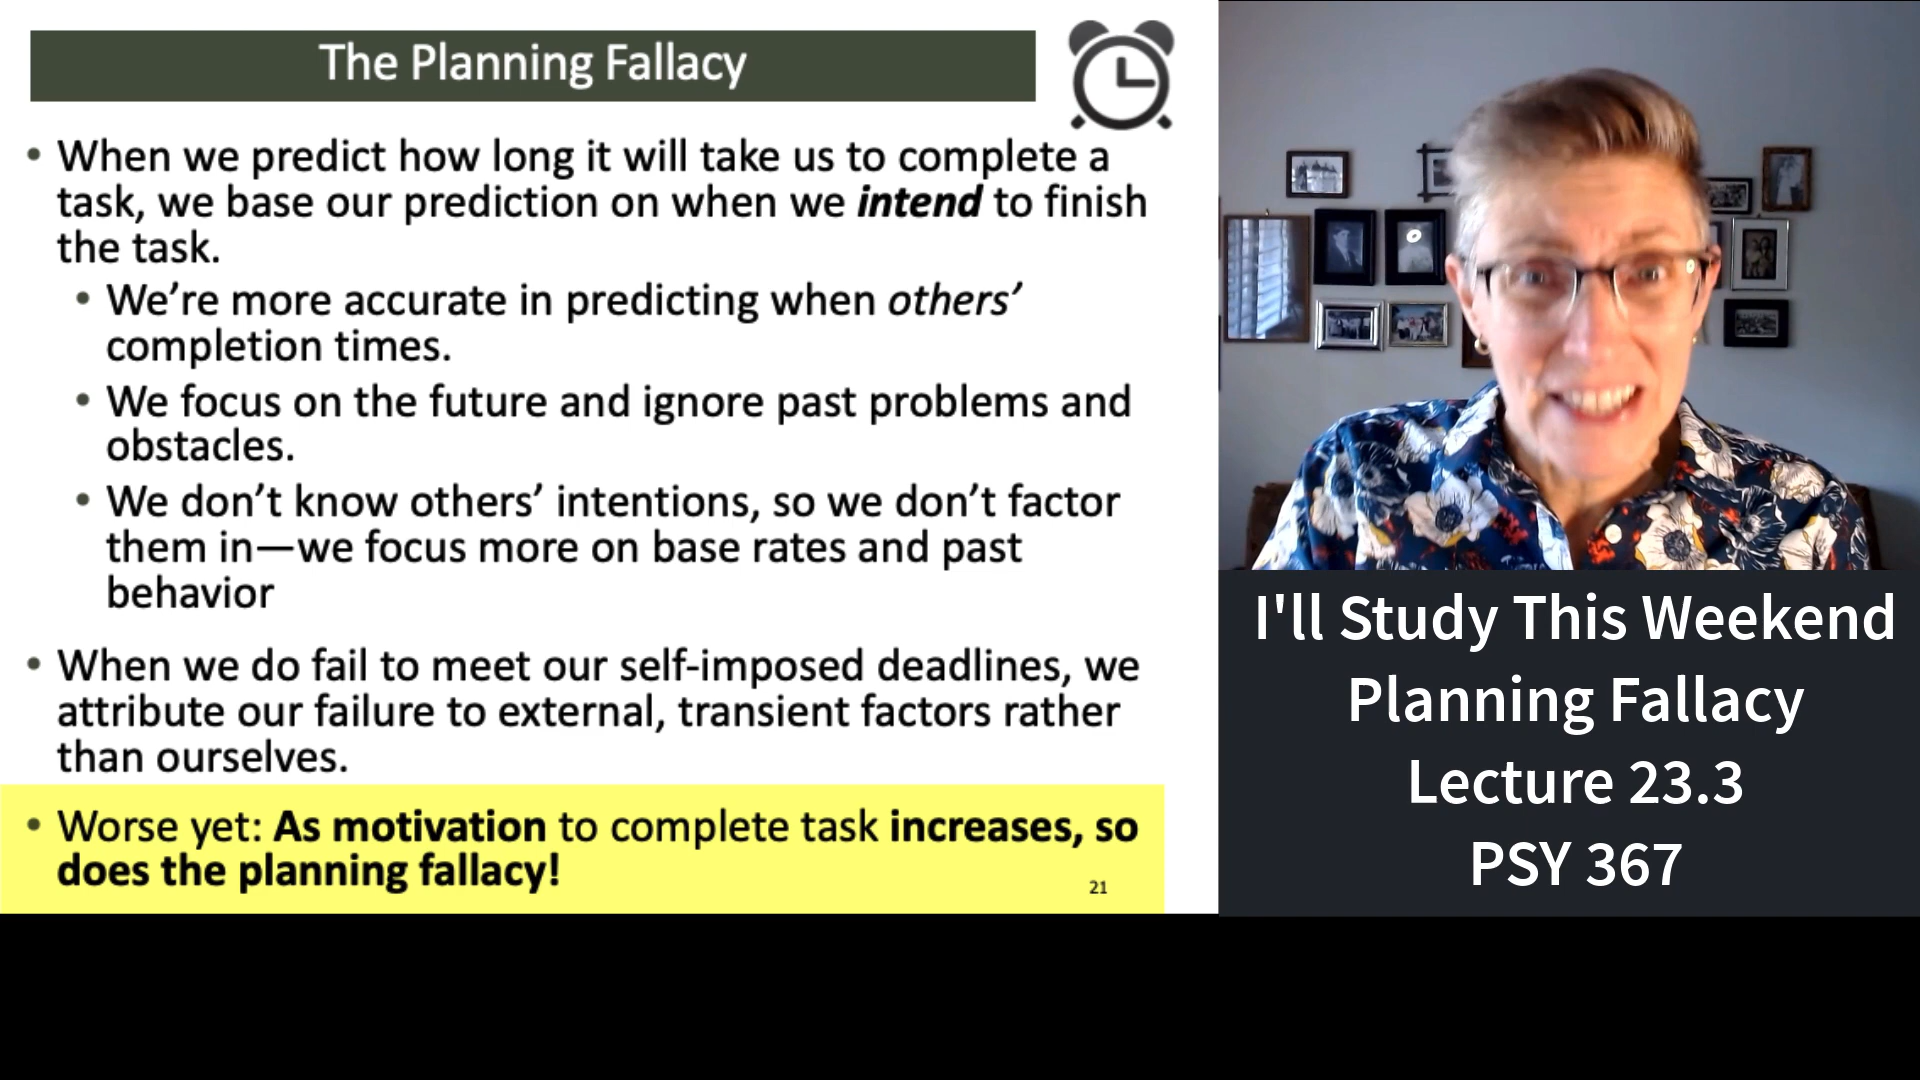 The Planning Fallacy
• When we predict how long it will take us to complete a
task, we base our prediction on when we intend to finish
the task.
• We’re more accurate in predicting when others’
completion times.
• We focus on the future and ignore past problems and
obstacles.
• We don’t know others’ intentions, so we don’t factor
them in—we focus more on base rates and past
behavior
• When we do fail to meet our self-imposed deadlines, we
attribute our failure to external, transient factors rather
than ourselves.
• Worse yet: As motivation to complete task increases, so
does the planning fallacy!
21
I'll Study This Weekend
Planning Fallacy
Lecture 23.3
PSY 367